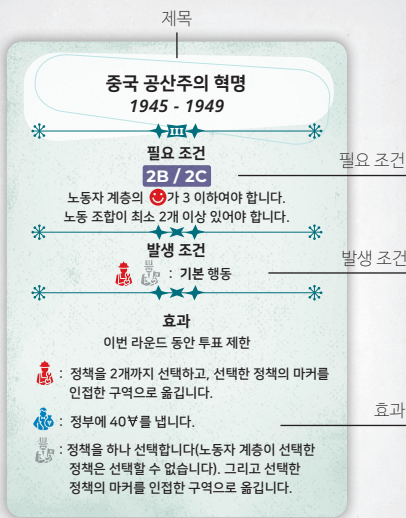 제목
중국 공산주의 혁명
1945 - 1949
III
필요 조건
필요 조건
2B / 2C
노동자 계층의 가 3 이하여야 합니다.
노동 조합이 최소 2개 이상 있어야 합니다.
발생 조건
발생 조건
: 기본 행동
효과
이번 라운드 동안 투표 제한
: 정책을 2개까지 선택하고, 선택한 정책의 마커를
인접한 구역으로 옮깁니다.
효과
: 정부에 40₩를 냅니다.
: 정책을 하나 선택합니다(노동자 계층이 선택한
정책은 선택할 수 없습니다). 그리고 선택한
정책의 마커를 인접한 구역으로 옮깁니다.